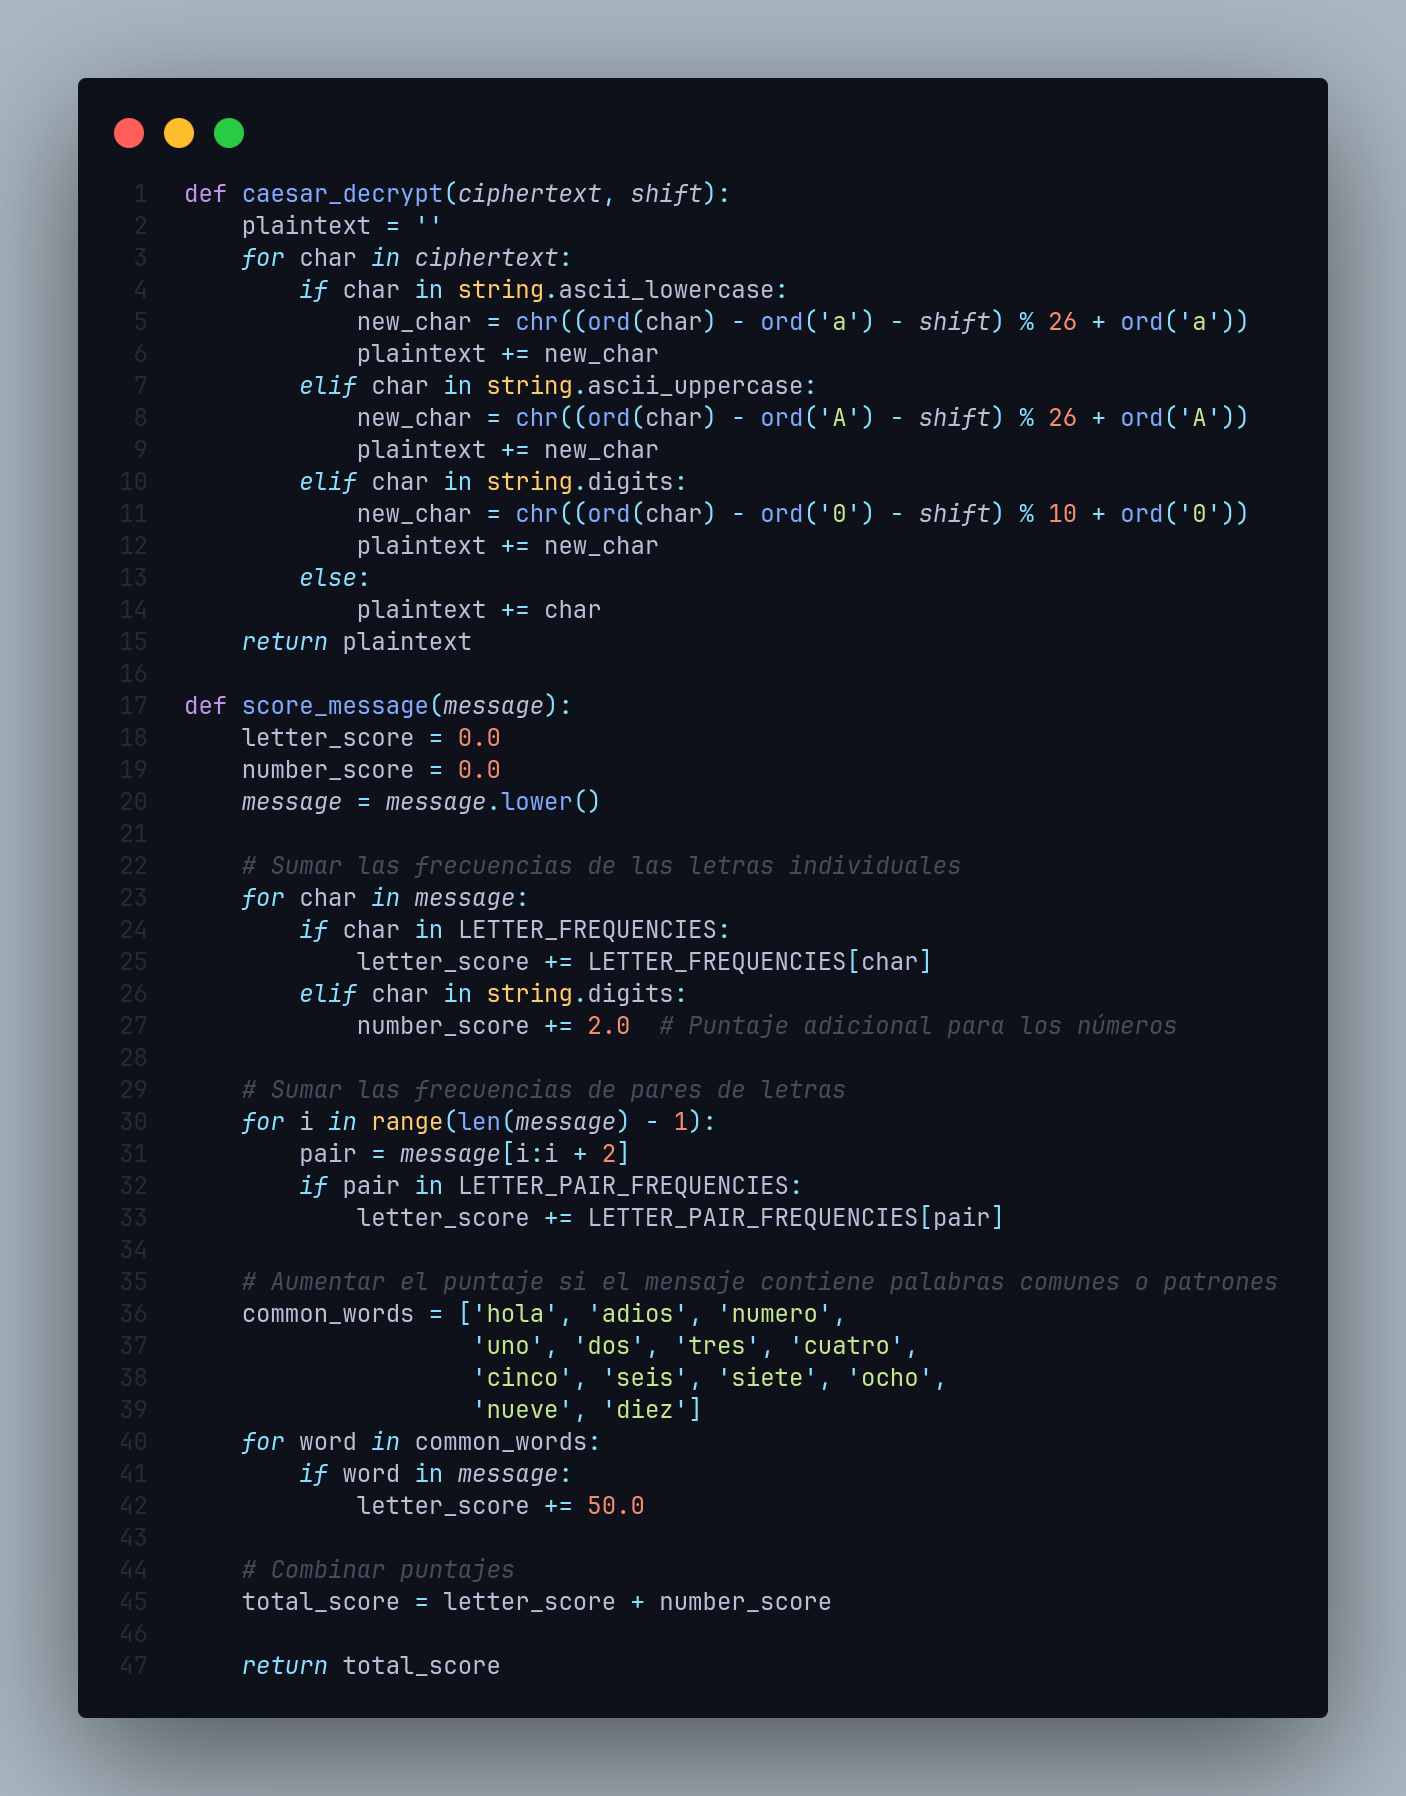 1 def caesar_decrypt(ciphertext, shift):
2     plaintext = ''
3     for char in ciphertext:
4         if char in string.ascii_lowercase:
5             new_char = chr((ord(char) - ord('a') - shift) % 26 + ord('a'))
6             plaintext += new_char
7         elif char in string.ascii_uppercase:
8             new_char = chr((ord(char) - ord('A') - shift) % 26 + ord('A'))
9             plaintext += new_char
10         elif char in string.digits:
11             new_char = chr((ord(char) - ord('0') - shift) % 10 + ord('0'))
12             plaintext += new_char
13         else:
14             plaintext += char
15     return plaintext
16
17 def score_message(message):
18     letter_score = 0.0
19     number_score = 0.0
20     message = message.lower()
21
22     # Sumar las frecuencias de las letras individuales
23     for char in message:
24         if char in LETTER_FREQUENCIES:
25             letter_score += LETTER_FREQUENCIES[char]
26         elif char in string.digits:
27             number_score += 2.0  # Puntaje adicional para los números
28
29     # Sumar las frecuencias de pares de letras
30     for i in range(len(message) - 1):
31         pair = message[i:i + 2]
32         if pair in LETTER_PAIR_FREQUENCIES:
33             letter_score += LETTER_PAIR_FREQUENCIES[pair]
34
35     # Aumentar el puntaje si el mensaje contiene palabras comunes o patrones
36     common_words = ['hola', 'adios', 'numero',
37                     'uno', 'dos', 'tres', 'cuatro',
38                     'cinco', 'seis', 'siete', 'ocho',
39                     'nueve', 'diez']
40     for word in common_words:
41         if word in message:
42             letter_score += 50.0
43
44     # Combinar puntajes
45     total_score = letter_score + number_score
46
47     return total_score